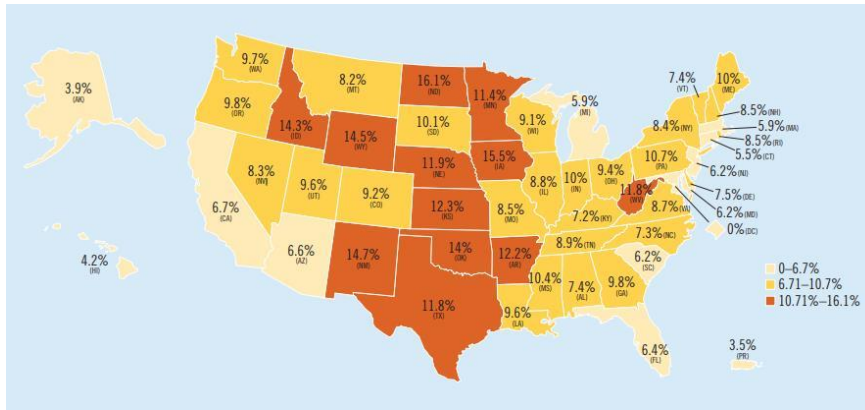 3.9%
(AK)
4.2%
(HI)
9.7%
(WA)
9.8%
(OR)
6.7%
(CA)
14.3%
(ID)
8.3%
(NV)
8.2%
(MT)
14.5%
(WY)
9.6%
(UT)
9.2%
(CO)
6.6%
(AZ)
14.7%
(NM)
16.1%
(ND)
10.1%
(SD)
11.9%
(NE)
12.3%
(KS)
14%
(OK)
11.8%
(TX)
11.4%
(MN)
15.5%
(IA)
8.5%
(MO)
12.2%
(AR)
9.6%
(LA)
9.1%
(WI)
8.8%
(IL)
5.9%
(MI)
10%
(IN)
9.4%
(OH)
7.2% (KY)
8.9% (TN)
10.4%
(MS)
7.4%
(AL)
9.8%
(GA)
6.4%
(FL)
6.2%
(SC)
7.3% (NC)
8.7% (VA)
11.8%
(WV)
10.7%
(PA)
8.4% (NY)
7.4%
(VT)
10%
(ME)
8.5% (NH)
5.9% (MA)
8.5% (RI)
5.5% (CT)
6.2% (NJ)
7.5% (DE)
6.2% (MD)
0% (DC)
3.5%
(PR)
0–6.7%
6.71–10.7%
10.71%–16.1%